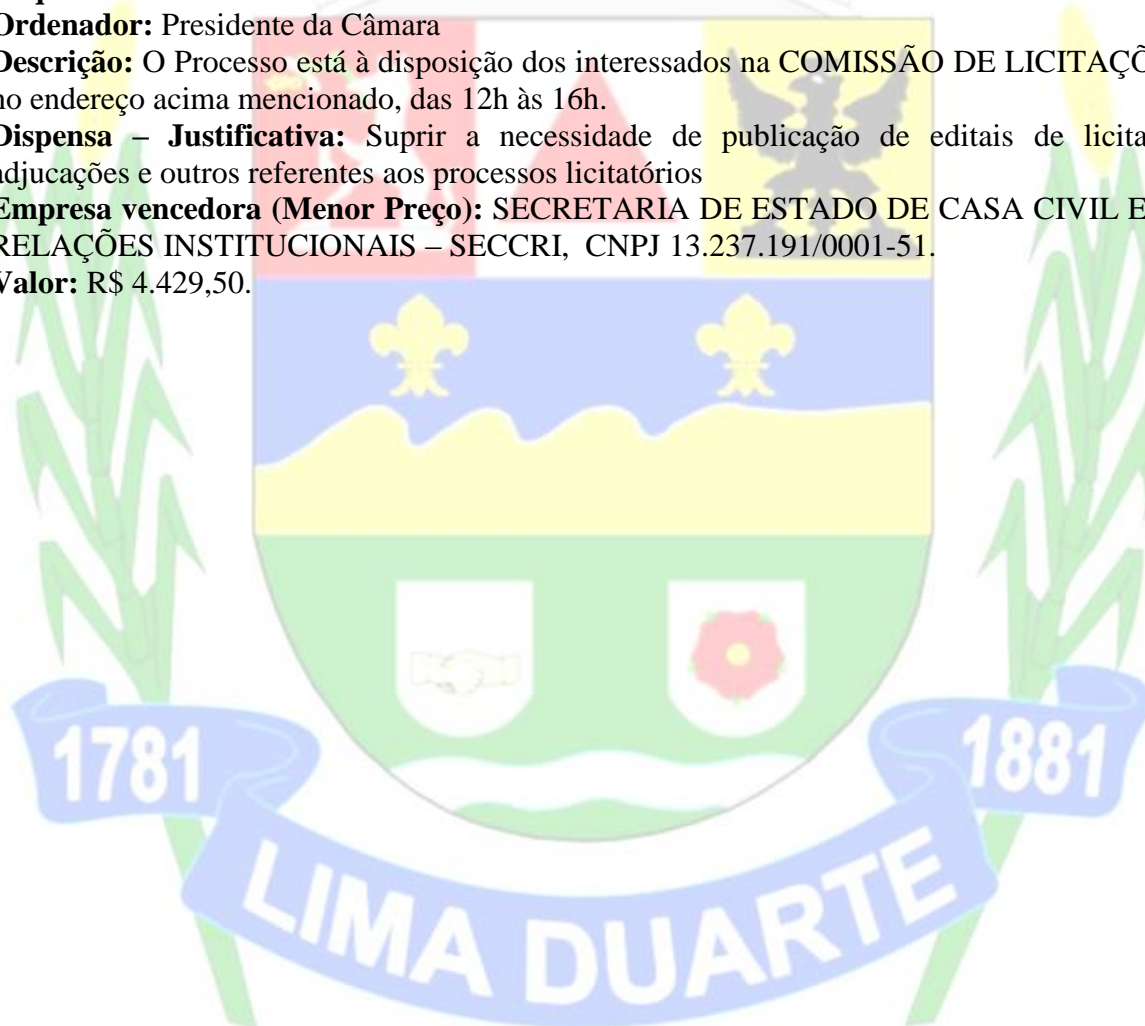 Ordenador: Presidente da Câmara
Descrição: O Processo está à disposição dos interessados na COMISSÃO DE LICITAÇÕ
no endereço acima mencionado, das 12h às 16h.
Dispensa – Justificativa: Suprir a necessidade de publicação de editais de licita
adjucações e outros referentes aos processos licitatórios
Empresa vencedora (Menor Preço): SECRETARIA DE ESTADO DE CASA CIVIL E
RELAÇÕES INSTITUCIONAIS – SECCRI, CNPJ 13.237.191/0001-51.
Valor: R$ 4.429,50.
1781
1881
LIMA DUARTE